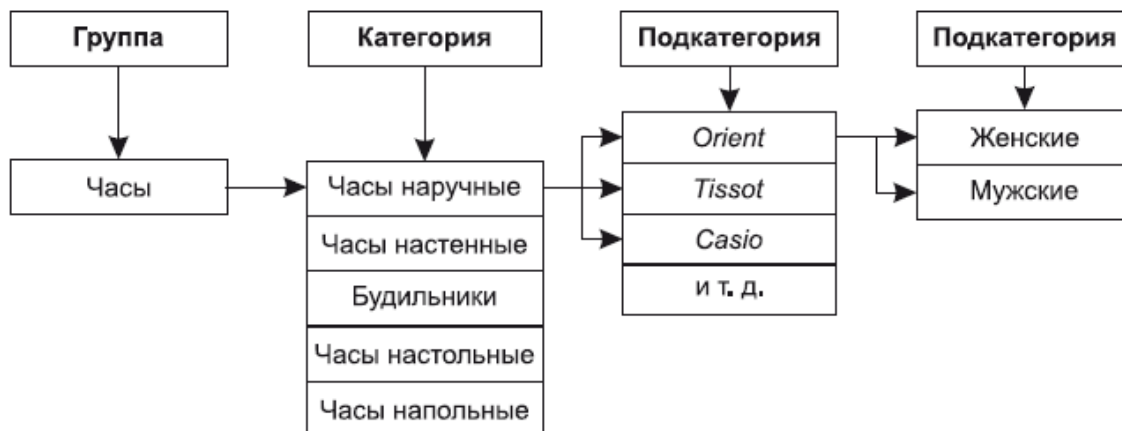 Группа
Категория
Подкатегория
Подкатегория
Часы
Часы наручные
Часы настенные
Будильники
Часы настольные
Часы напольные
Orient
Tissot
Casio
и т. д.
Женские
Мужские